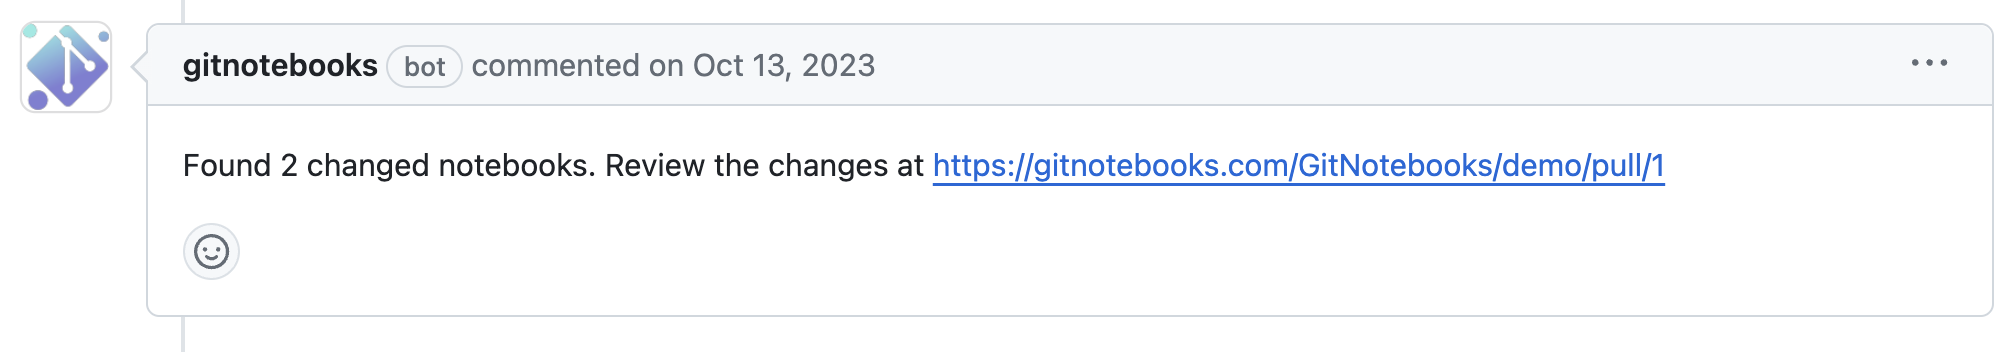 gitnotebooks bot commented on Oct 13, 2023
Found 2 changed notebooks. Review the changes at https://gitnotebooks.com/GitNotebooks/demo/pull/1